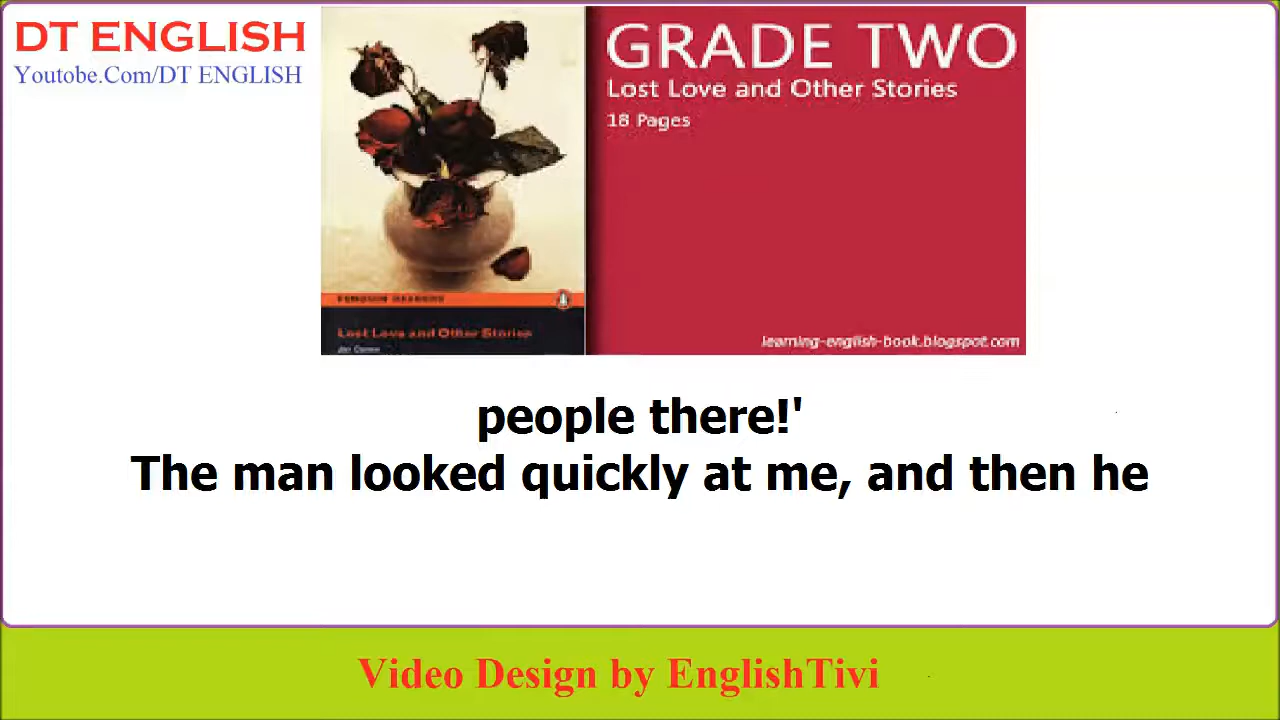 DT ENGLISH
Youtobe.Com/DT ENGLISH
GRADE TWO
Lost Love and Other Stories
18 Pages
PENGUIN READERS
Lost Love and Other Stories
learning-english-book.blogspot.com
people there!'
The man looked quickly at me, and then he
Video Design by EnglishTivi